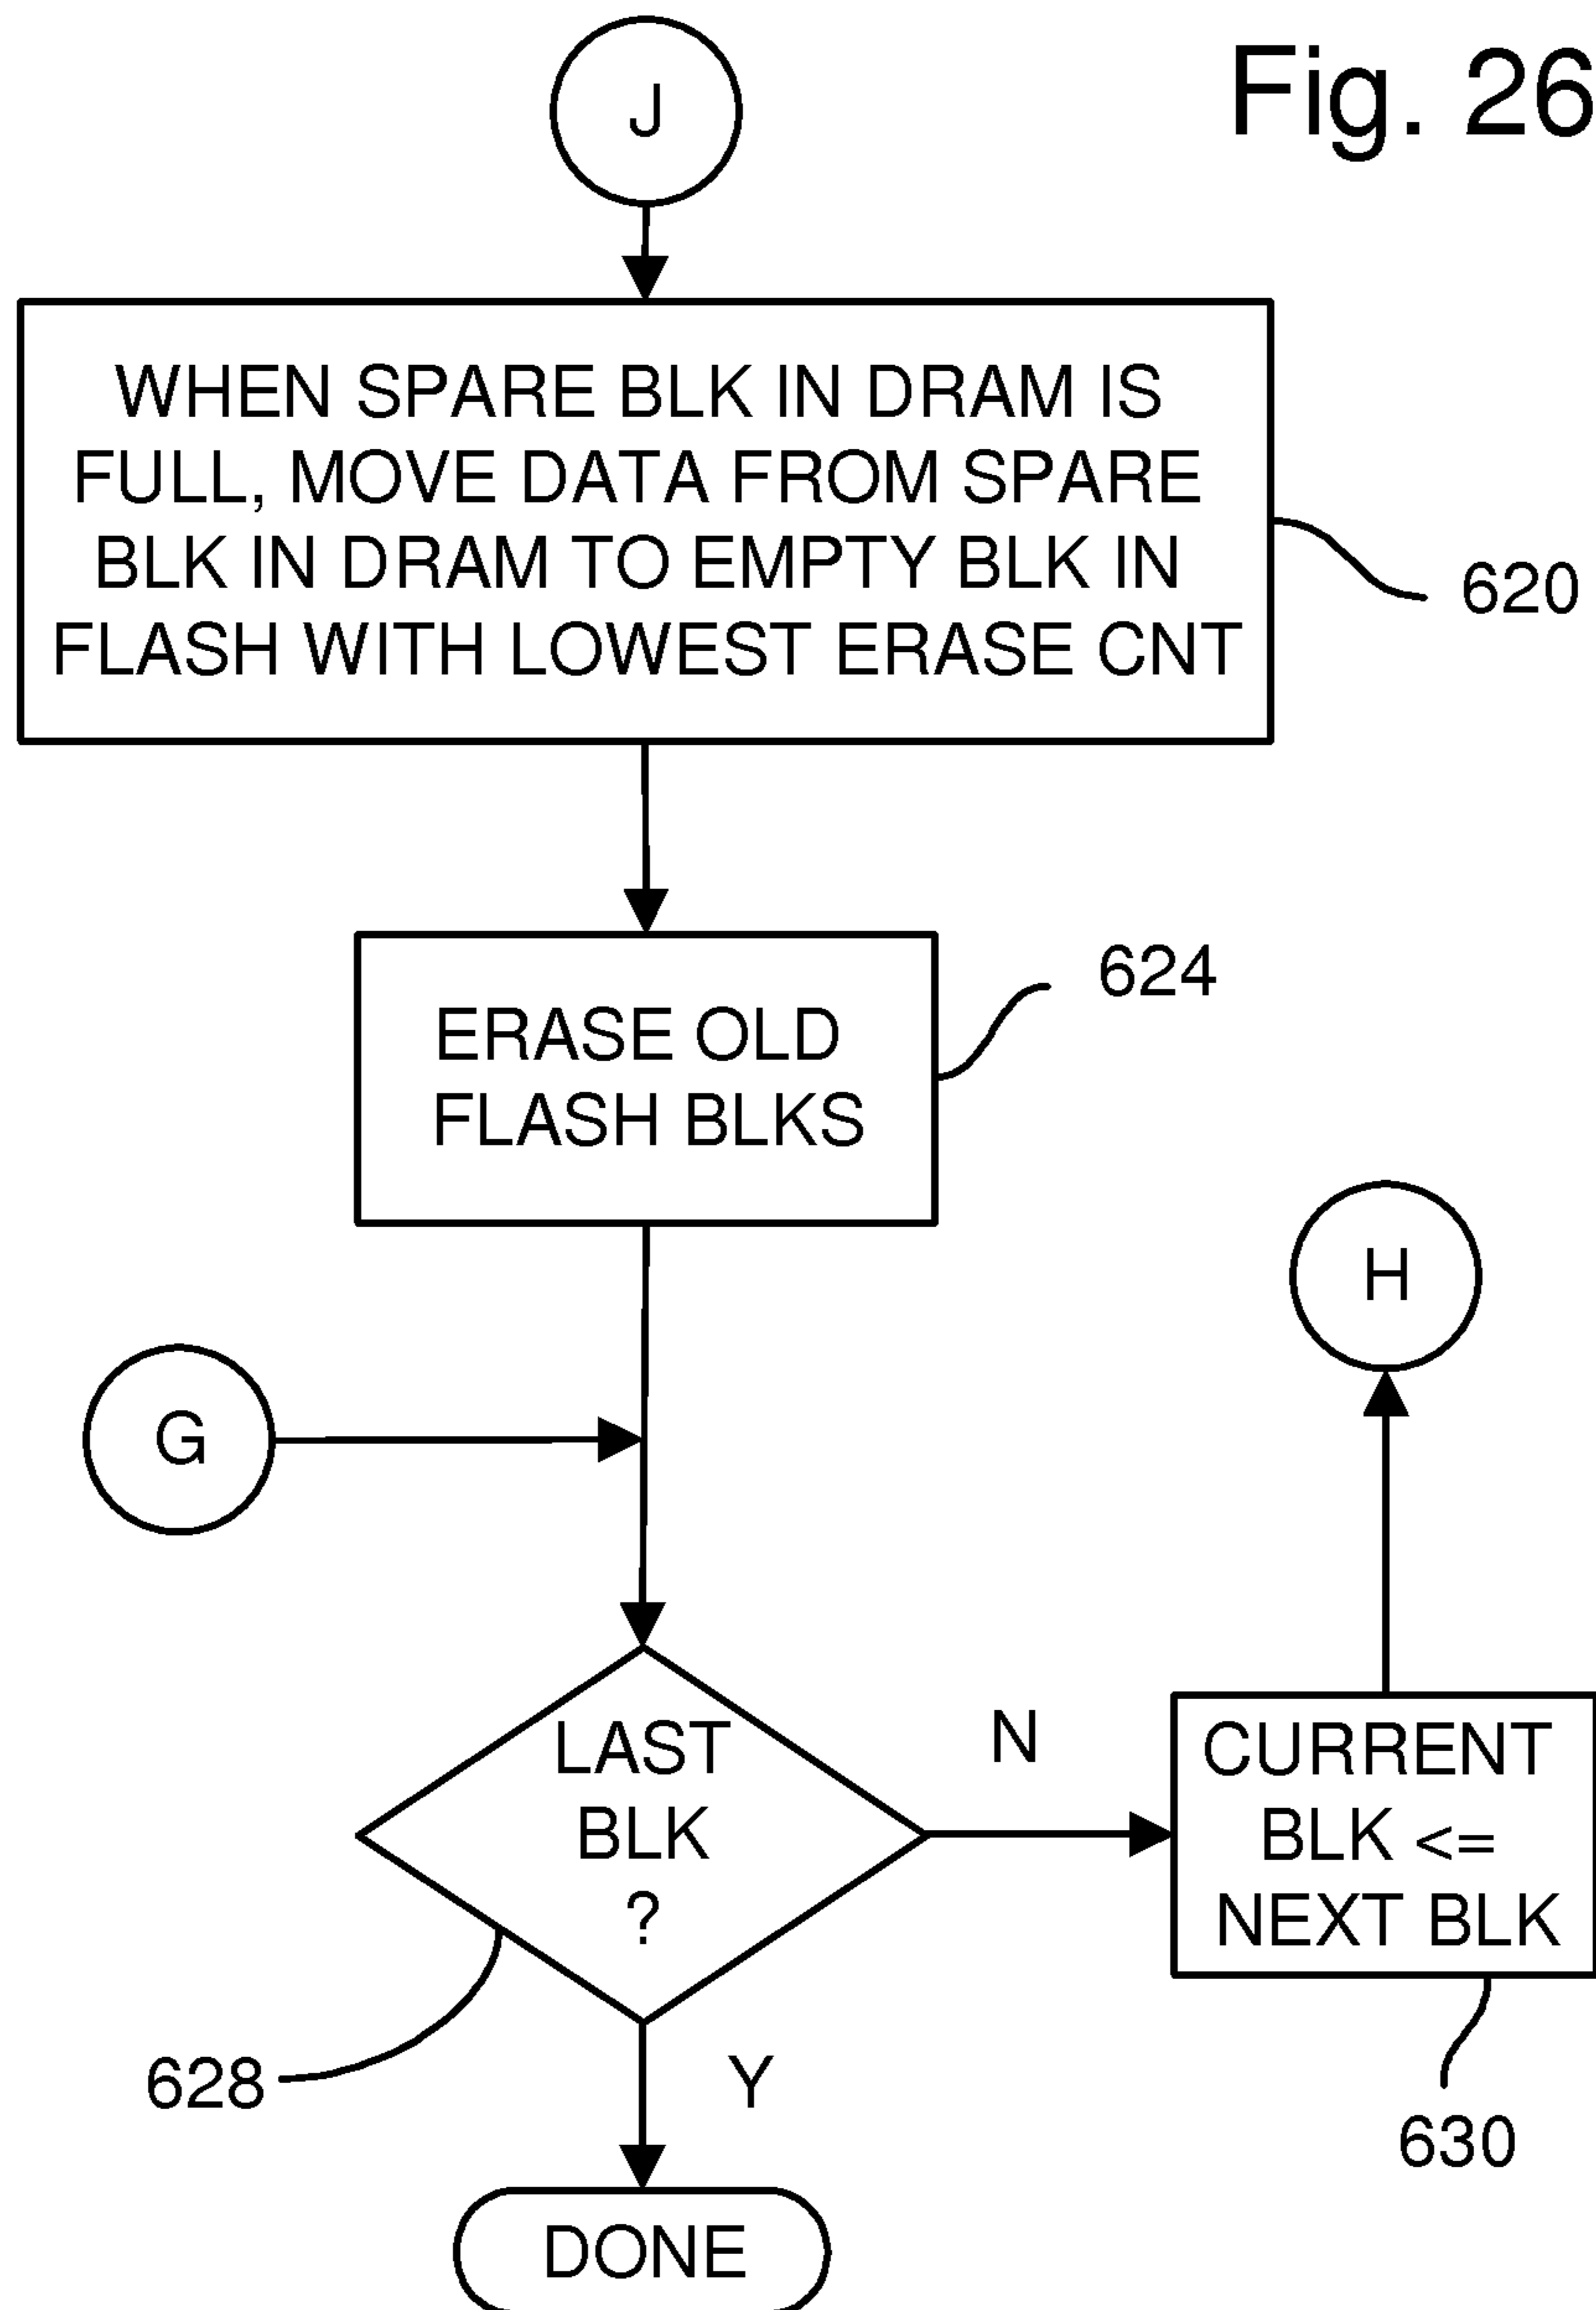 Fig. 26
J
WHEN SPARE BLK IN DRAM IS
FULL, MOVE DATA FROM SPARE
BLK IN DRAM TO EMPTY BLK IN
FLASH WITH LOWEST ERASE CNT
620
ERASE OLD
FLASH BLKS
624
H
G
LAST
BLK
?
N
CURRENT
BLK <=
NEXT BLK
628
Y
630
DONE